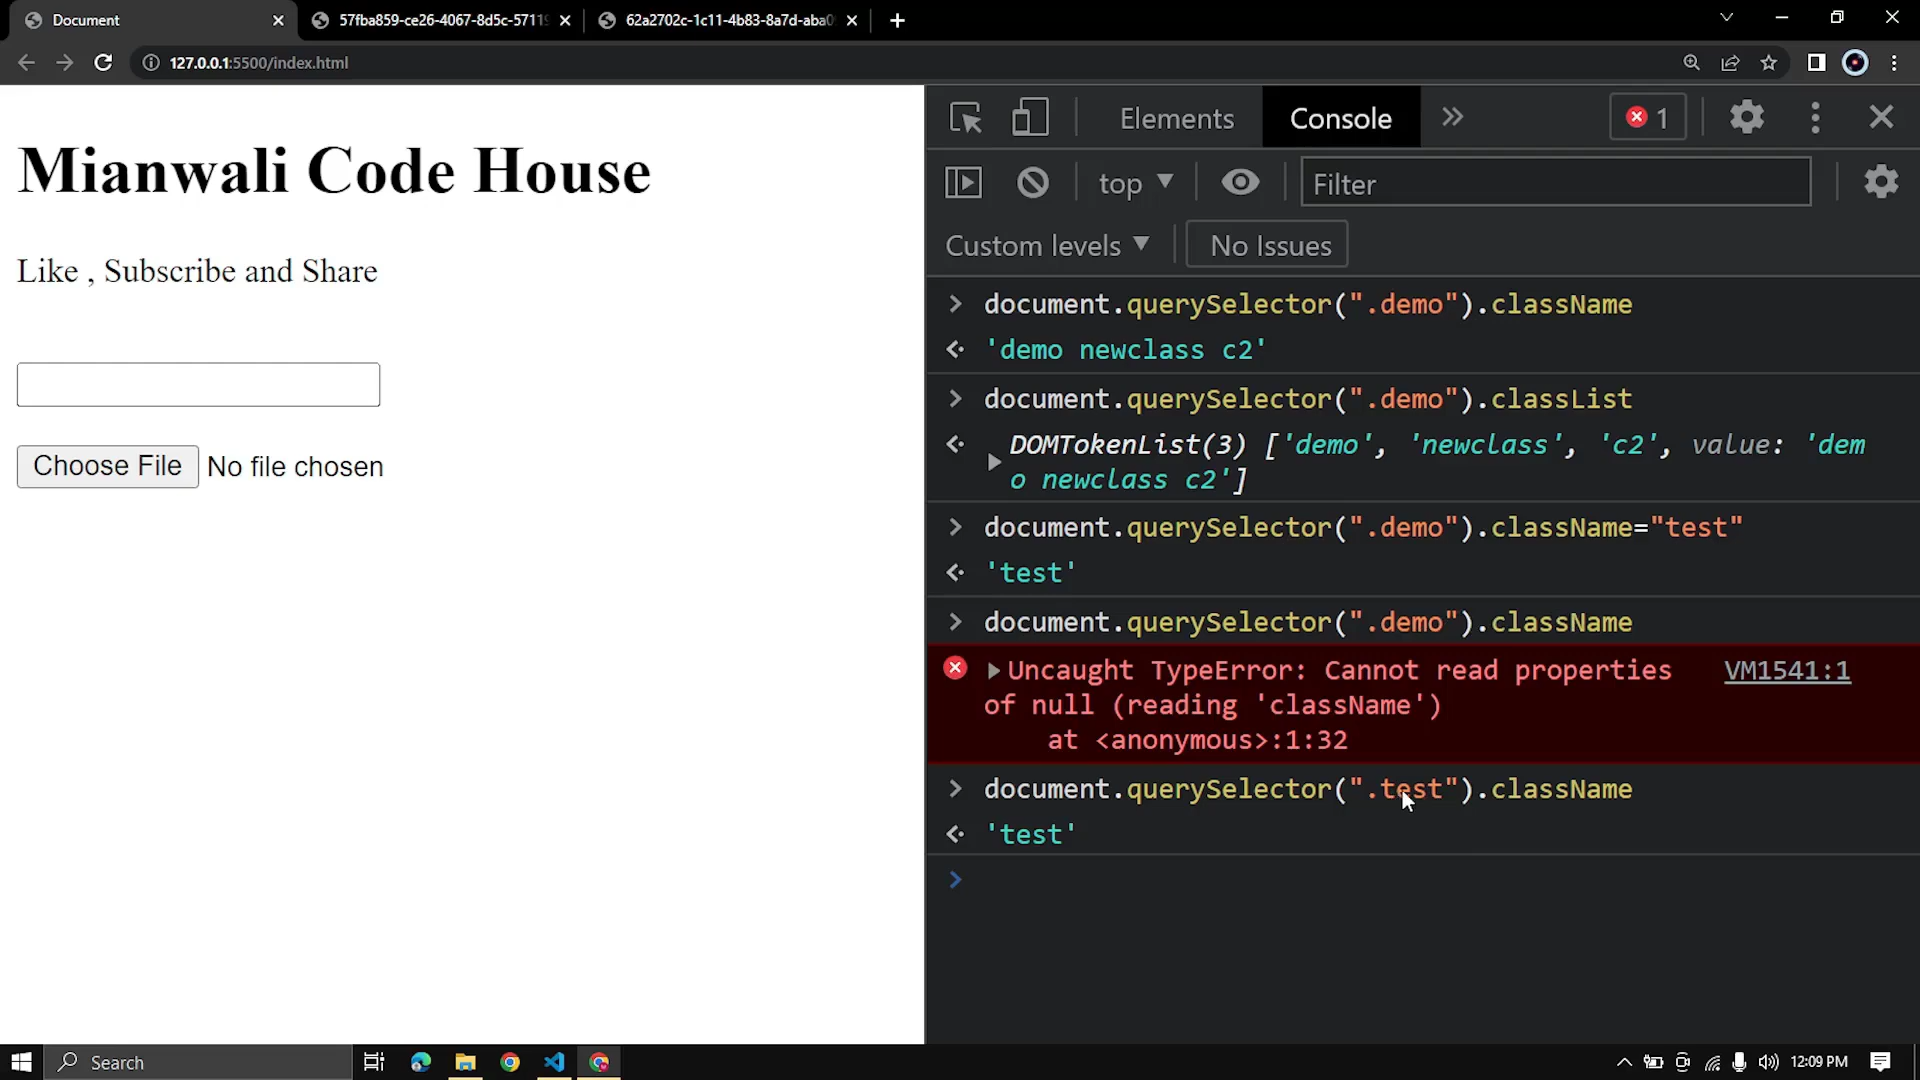 Document
57fba859-ce26-4067-8d5c-5711
62a2702c-1c11-4b83-8a7d-aba0
127.0.0.1:5500/index.html
Mianwali Code House
Like , Subscribe and Share
Choose File No file chosen
Elements Console 1
top Filter
Custom levels No Issues
document.querySelector(".demo").className
'demo newclass c2'
document.querySelector(".demo").classList
DOMTokenList(3) ['demo', 'newclass', 'c2', value: 'dem
o newclass c2']
document.querySelector(".demo").className="test"
'test'
document.querySelector(".demo").className
Uncaught TypeError: Cannot read properties VM1541:1
of null (reading 'className')
at <anonymous>:1:32
document.querySelector(".test").className
'test'
Search
12:09 PM